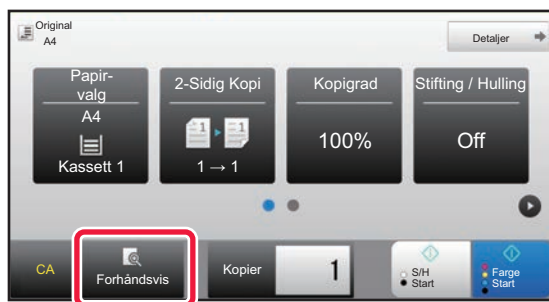 Original
A4
Detaljer
Papir-
valg
A4
Kassett 1
2-Sidig Kopi
1 → 1
Kopigrad
100%
Stifting / Hulling
Off
CA
Forhåndsvis
Kopier
1
S/H
Start
Farge
Start